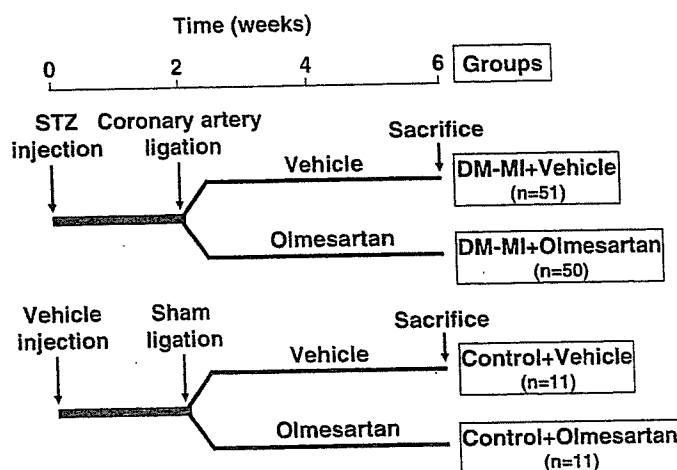 Time (weeks)
0 2 4 6 Groups
STZ injection
Coronary artery ligation
Sacrifice
Vehicle
DM-MI+Vehicle
(n=51)
Olmesartan
DM-MI+Olmesartan
(n=50)
Vehicle injection
Sham ligation
Sacrifice
Vehicle
Control+Vehicle
(n=11)
Olmesartan
Control+Olmesartan
(n=11)